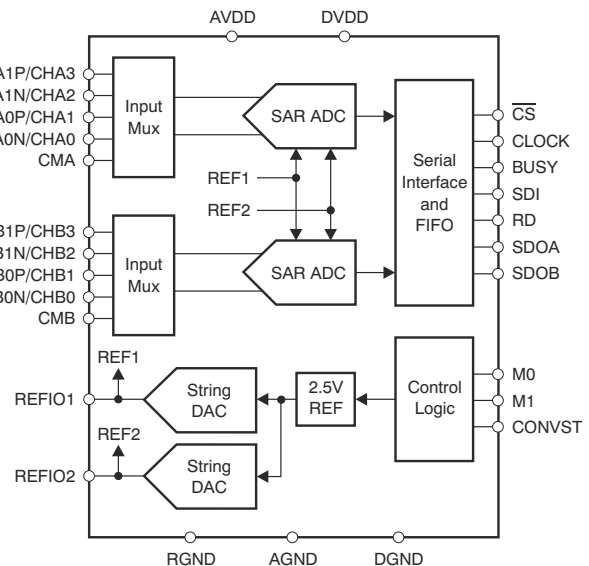 AVDD DVDD
A1P/CHA3
A1N/CHA2
A0P/CHA1
A0N/CHA0
CMA
Input
Mux
SAR ADC
REF1
REF2
Serial
Interface
and
FIFO
CS
CLOCK
BUSY
SDI
RD
SDOA
SDOB
B1P/CHB3
B1N/CHB2
B0P/CHB1
B0N/CHB0
CMB
Input
Mux
SAR ADC
REF1
REFIO1
String
DAC
2.5V
REF
Control
Logic
M0
M1
CONVST
REF2
REFIO2
String
DAC
RGND AGND DGND